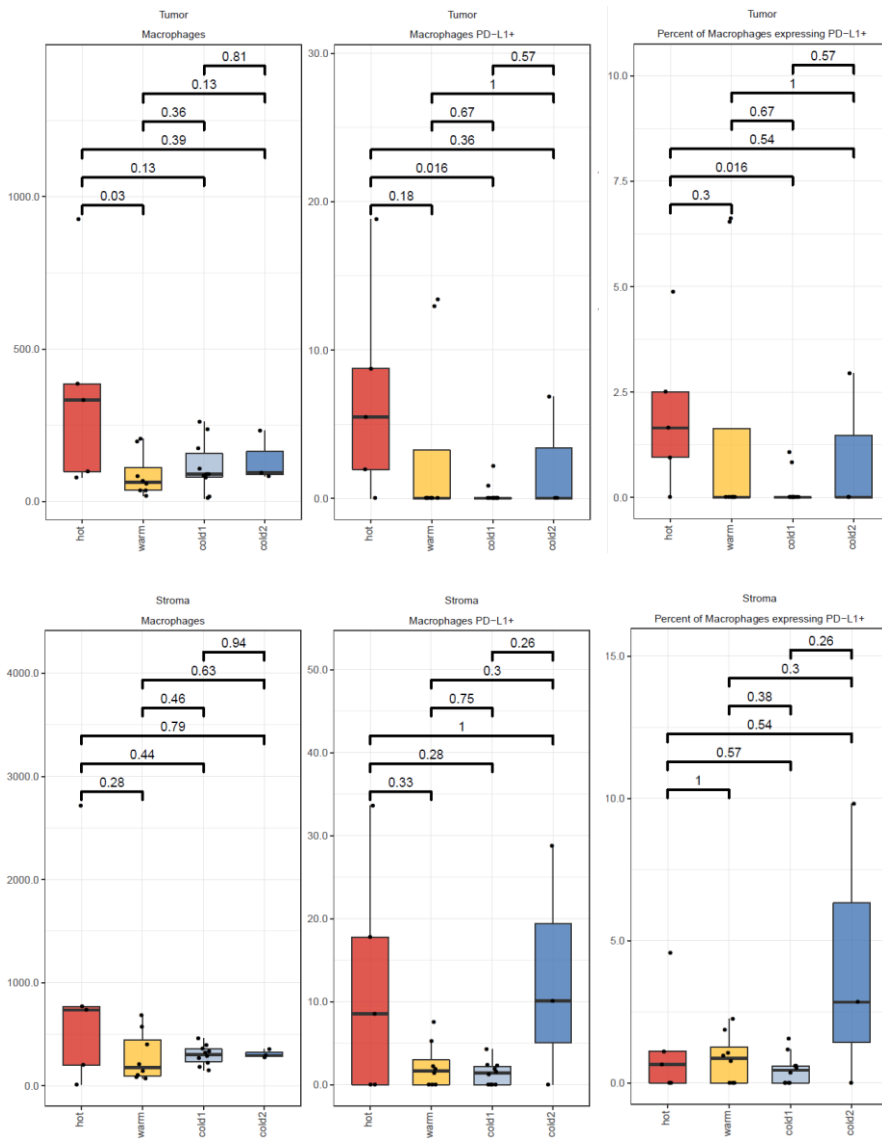 Tumor
Macrophages
0.81
0.13
0.36
0.39
0.13
0.03
1000.0
500.0
0.0
hot
warm
cold1
cold2
Tumor
Macrophages PD-L1+
30.0
0.57
1
0.67
0.36
20.0
0.016
0.18
10.0
0.0
hot
warm
cold1
cold2
Tumor
Percent of Macrophages expressing PD-L1+
10.0
0.57
1
0.67
0.54
7.5
0.016
0.3
5.0
2.5
0.0
hot
warm
cold1
cold2
Stroma
Macrophages
4000.0
0.94
0.63
0.46
0.79
0.44
3000.0
0.28
2000.0
1000.0
0.0
hot
warm
cold1
cold2
Stroma
Macrophages PD-L1+
50.0
0.26
0.3
0.75
1
40.0
0.28
0.33
30.0
20.0
10.0
0.0
hot
warm
cold1
cold2
Stroma
Percent of Macrophages expressing PD-L1+
15.0
0.26
0.3
0.38
0.54
0.57
1
10.0
5.0
0.0
hot
warm
cold1
cold2